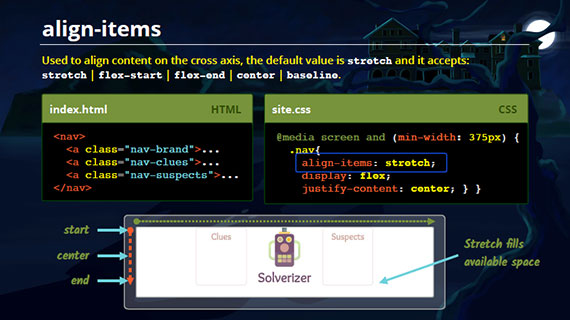 align-items
Used to align content on the cross axis, the default value is stretch and it accepts:
stretch | flex-start | flex-end | center | baseline.
index.html HTML
<nav>
<a class="nav-brand">...
<a class="nav-clues">...
<a class="nav-suspects">...
</nav>
site.css CSS
@media screen and (min-width: 375px) {
.nav{
align-items: stretch;
display: flex;
justify-content: center; } }
start
center
end
Clues
Solverizer
Suspects
Stretch fills
available space